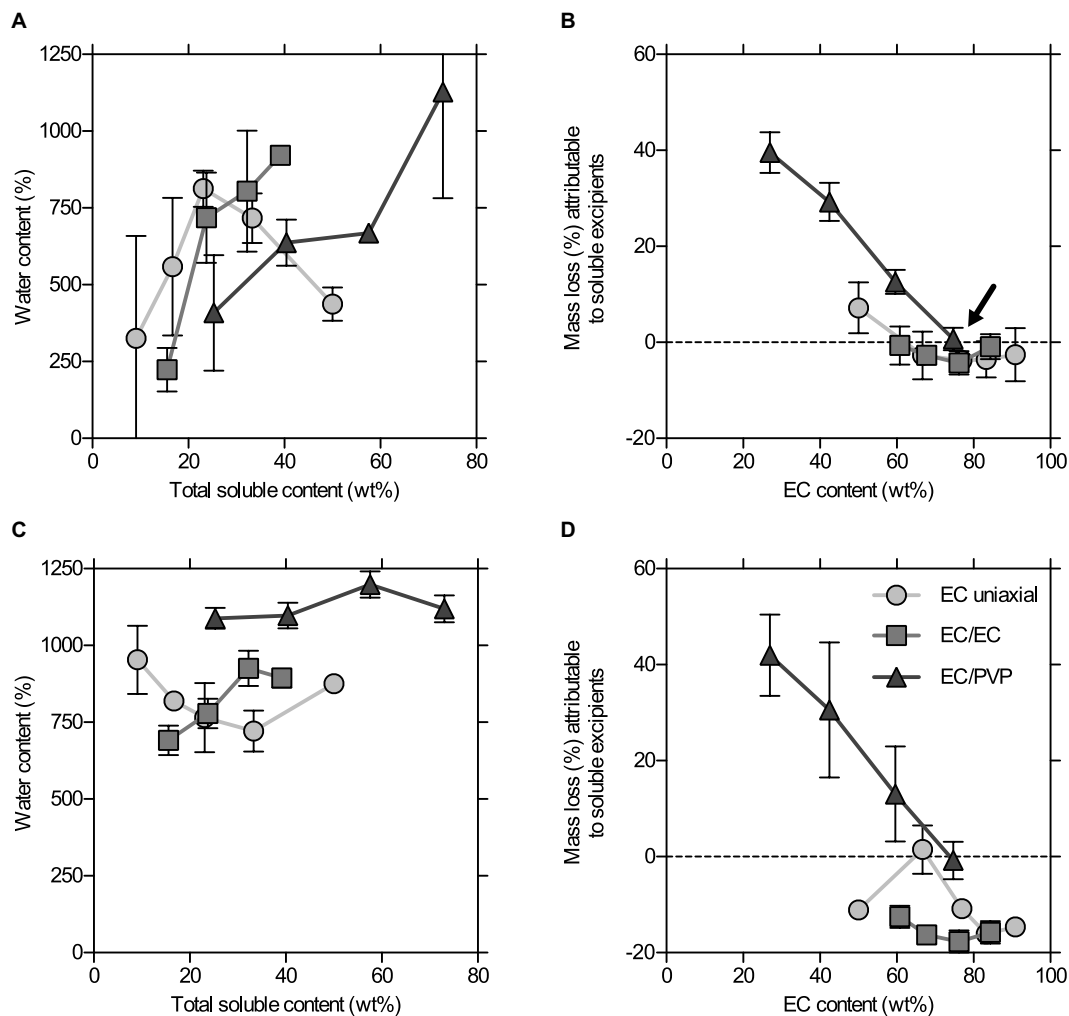 A
Water content (%)
1250
1000
750
500
250
0
0 20 40 60 80
Total soluble content (wt%)
B
Mass loss (%) attributable
to soluble excipients
60
40
20
0
-20
0 20 40 60 80 100
EC content (wt%)
C
Water content (%)
1250
1000
750
500
250
0
0 20 40 60 80
Total soluble content (wt%)
D
Mass loss (%) attributable
to soluble excipients
60
40
20
0
-20
0 20 40 60 80 100
EC content (wt%)
EC uniaxial
EC/EC
EC/PVP